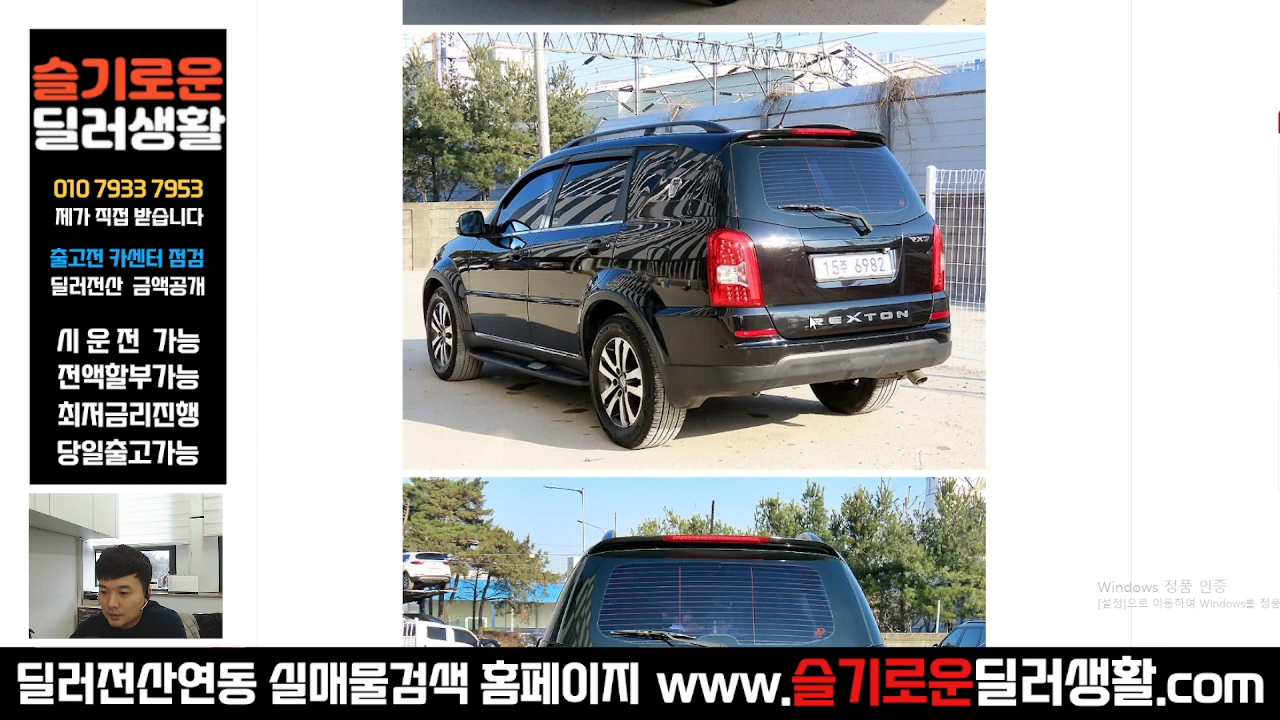 슬기로운
딜러생활
010 7933 7953
제가 직접 받습니다
출고전 카센터 점검
딜러전산 금액공개
시 운 전 가능
전액할부가능
최저금리진행
당일출고가능
RX7
15주 6982
REXTON
Windows 정품 인증
[설정]으로 이동하여 Windows를 정품
딜러전산연동 실매물검색 홈페이지 www.슬기로운딜러생활.com